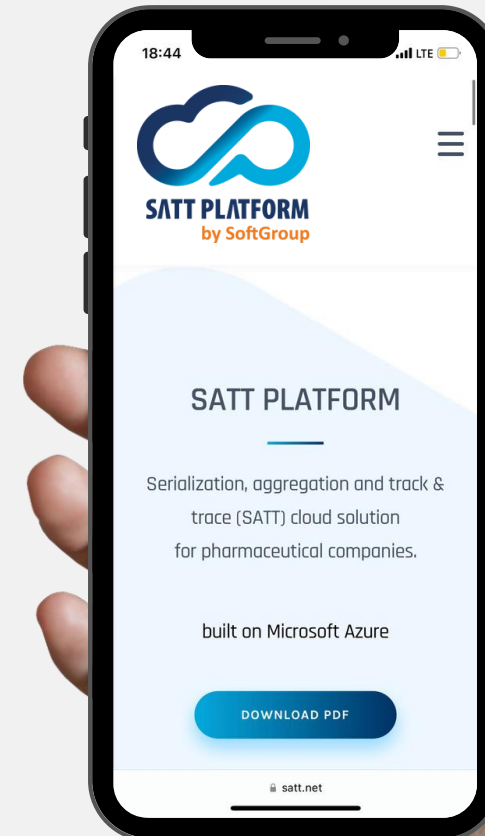 18:44
LTE
SATT PLATFORM
by SoftGroup
SATT PLATFORM
Serialization, aggregation and track &
trace (SATT) cloud solution
for pharmaceutical companies.
built on Microsoft Azure
DOWNLOAD PDF
satt.net